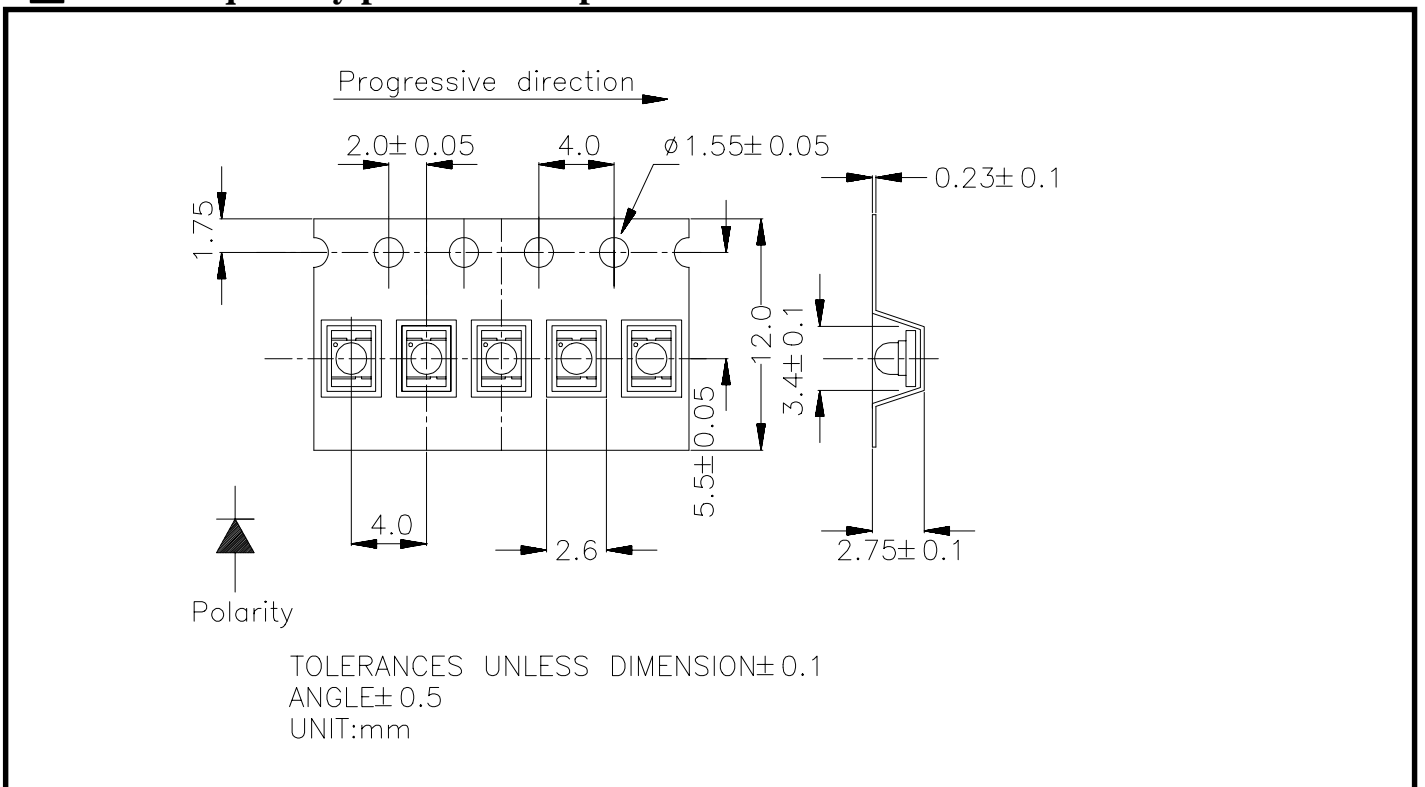 Progressive direction
2.0±0.05
4.0
ø1.55±0.05
0.23±0.1
1.75
12.0
3.4±0.1
5.5±0.05
4.0
2.6
2.75±0.1
Polarity
TOLERANCES UNLESS DIMENSION±0.1
ANGLE±0.5
UNIT:mm